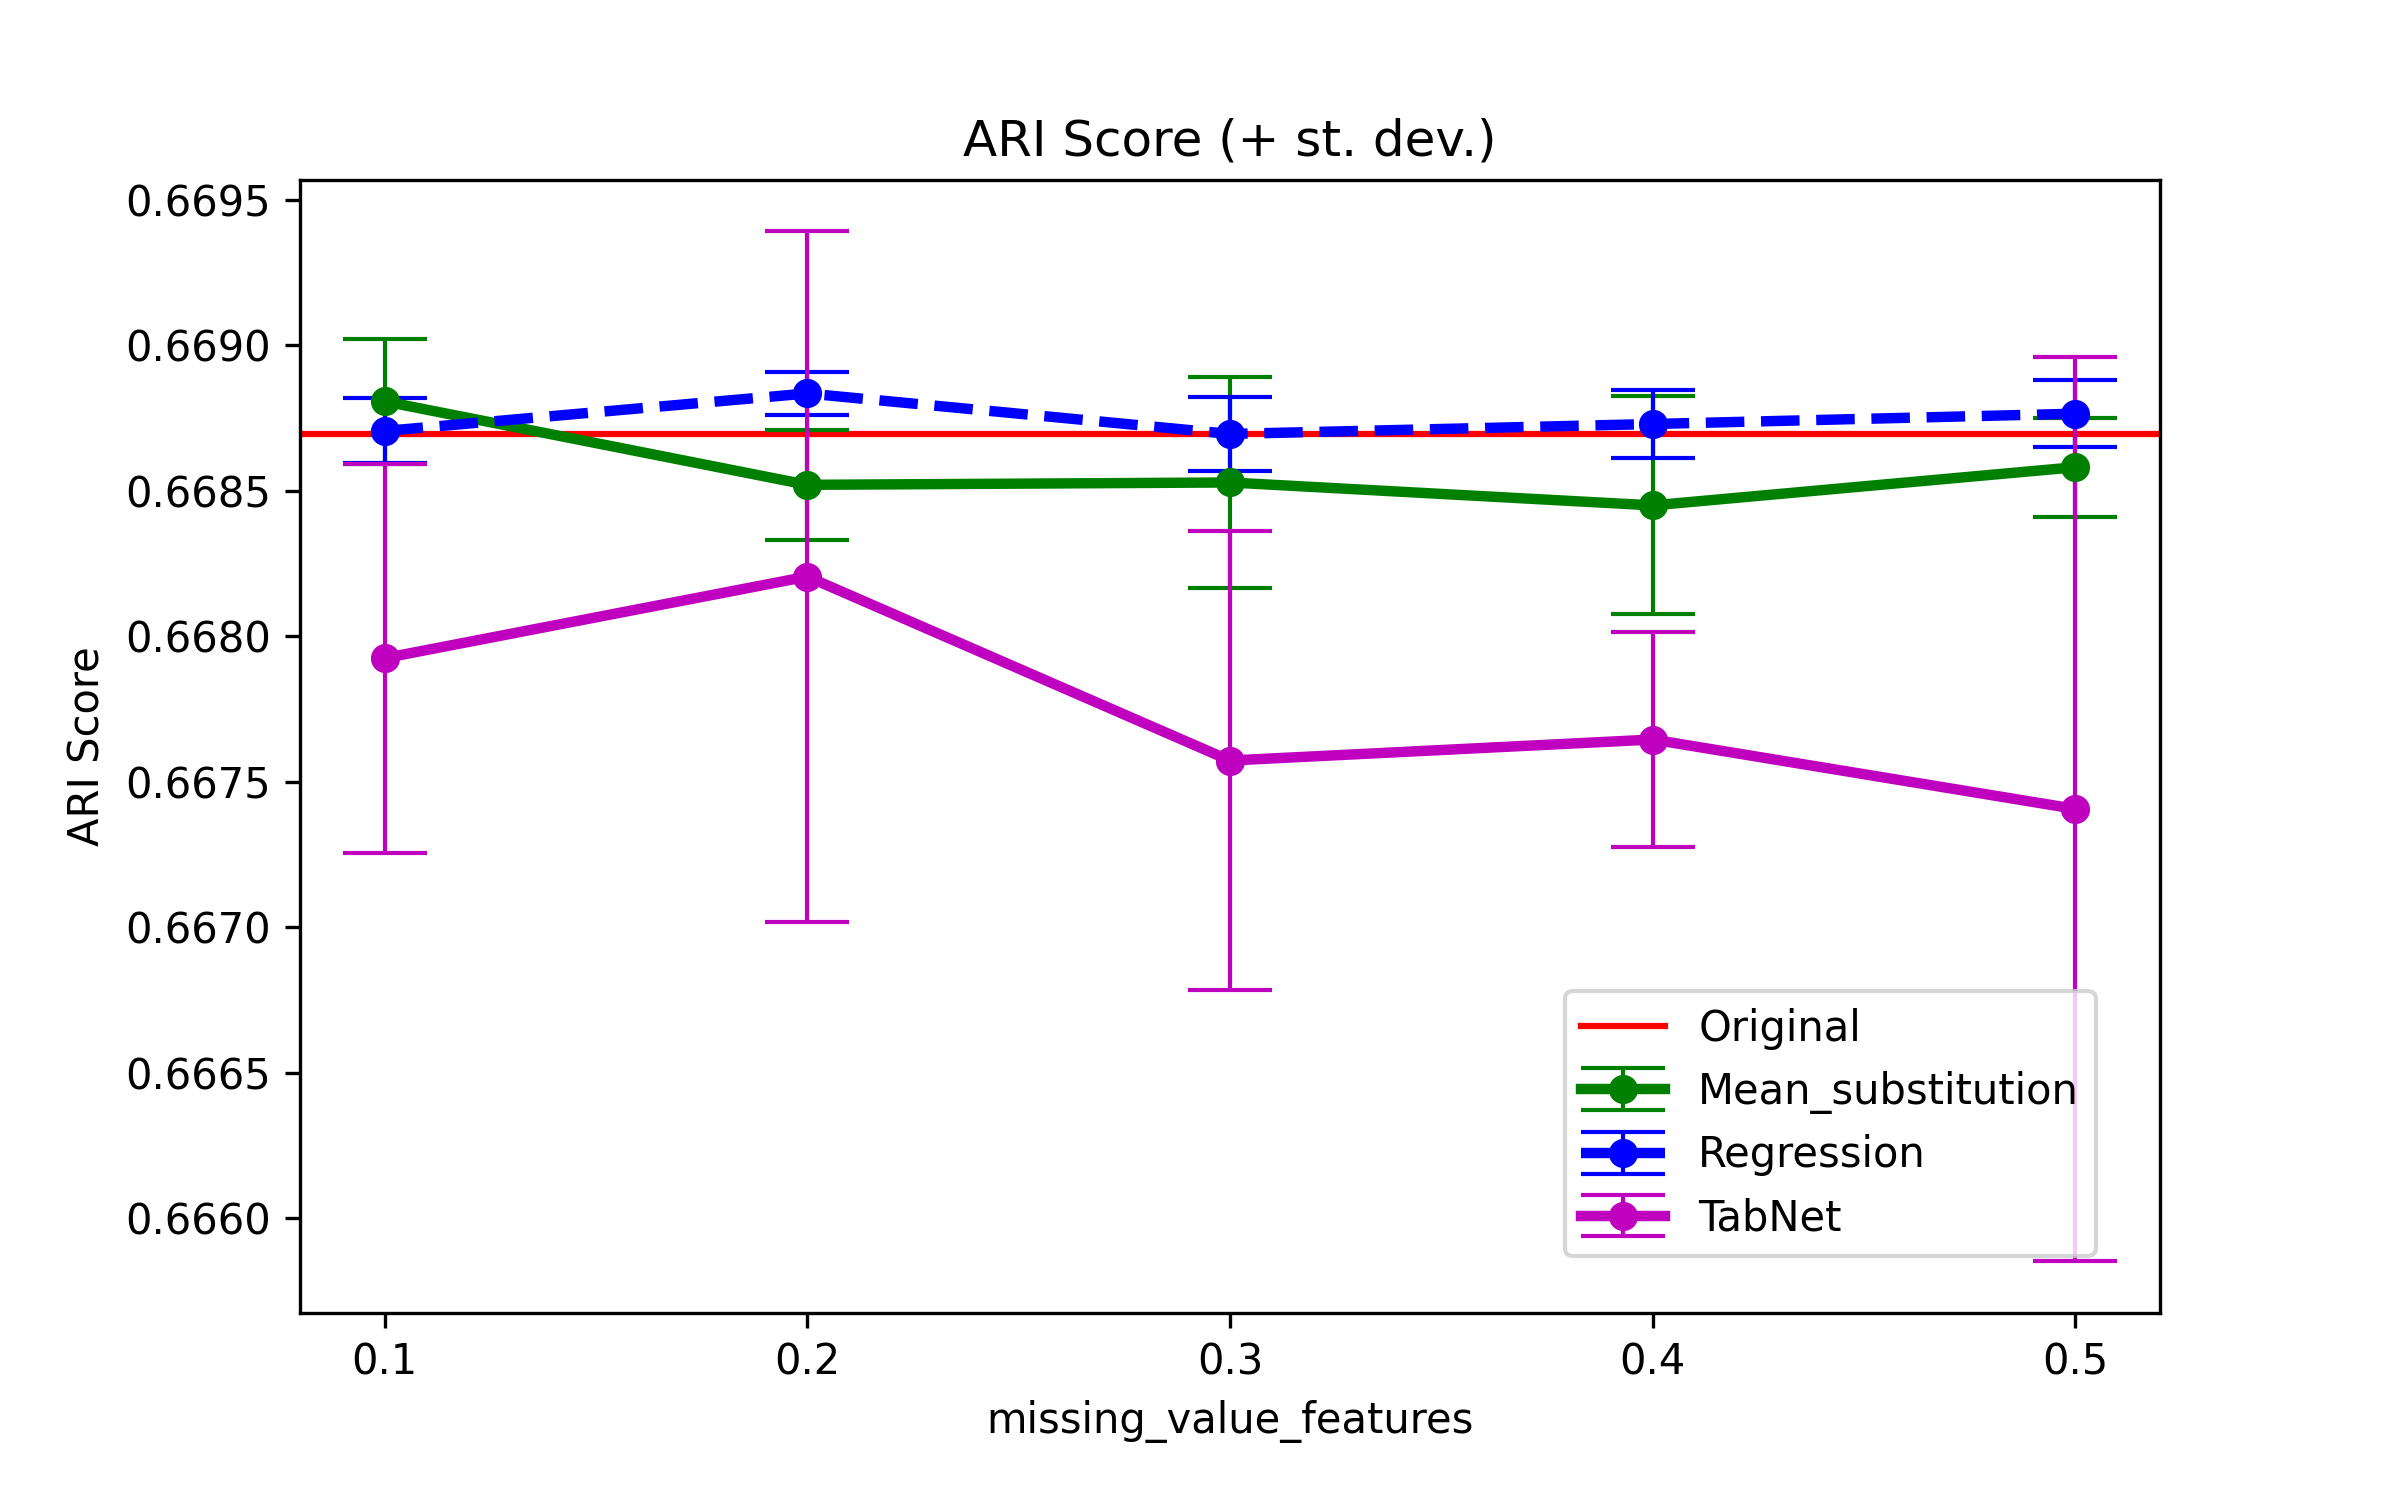 ARI Score (+ st. dev.)
0.6695
0.6690
0.6685
0.6680
0.6675
0.6670
0.6665
0.6660
ARI Score
Original
Mean_substitution
Regression
TabNet
0.1 0.2 0.3 0.4 0.5
missing_value_features